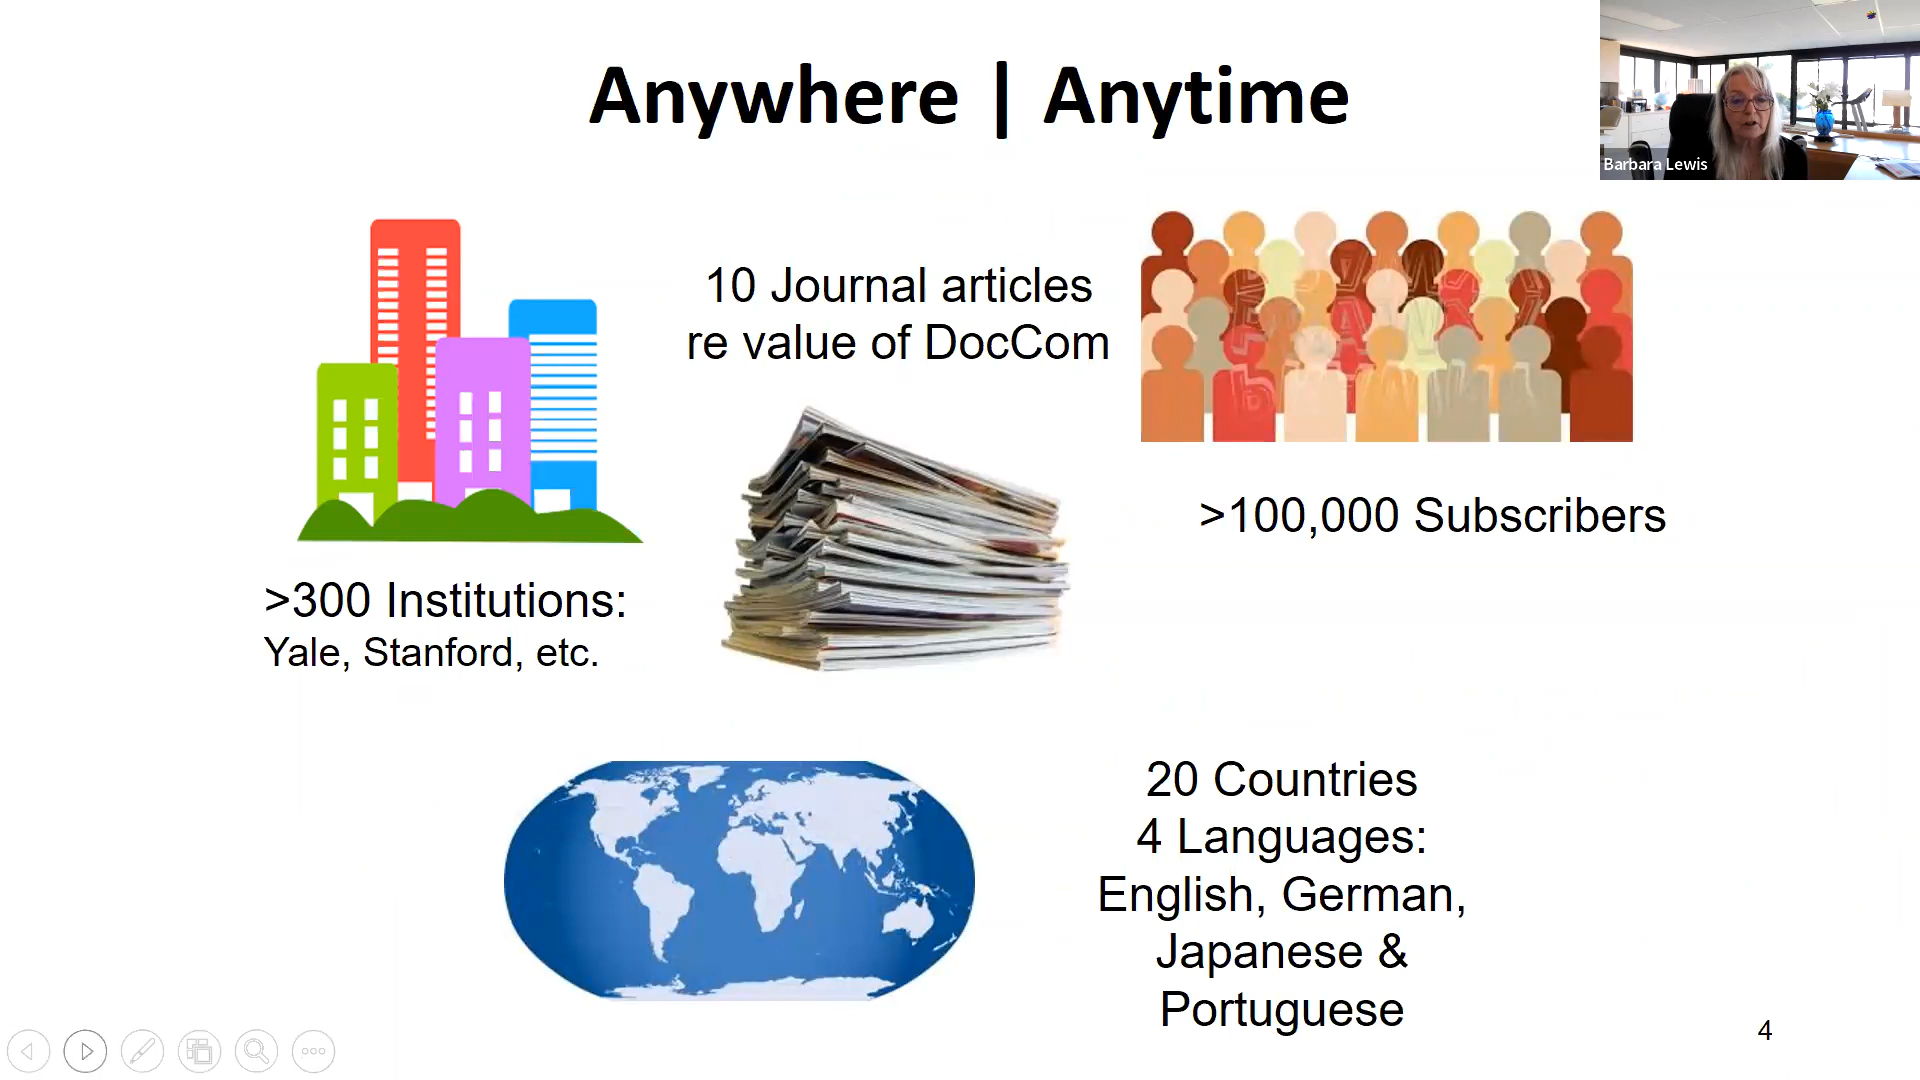 Anywhere | Anytime
Barbara Lewis
10 Journal articles
re value of DocCom
>100,000 Subscribers
>300 Institutions:
Yale, Stanford, etc.
20 Countries
4 Languages:
English, German,
Japanese &
Portuguese
4